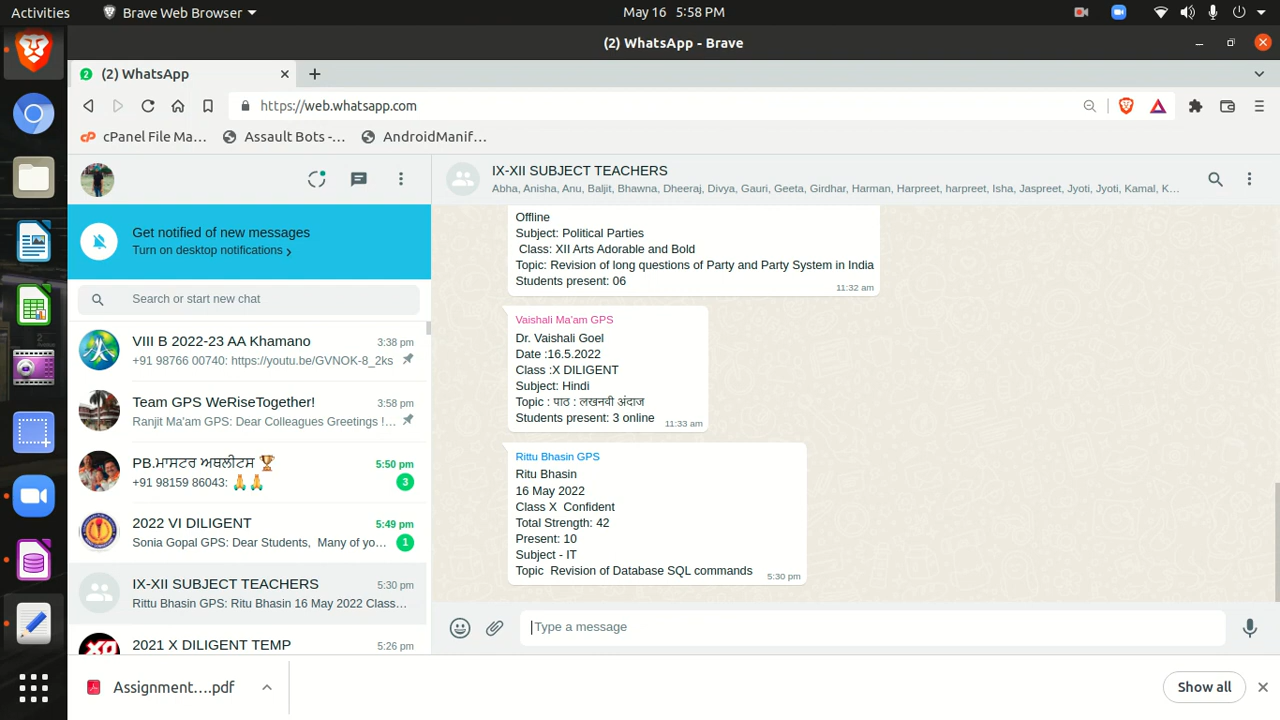 Activities
Brave Web Browser
May 16 5:58 PM
(2) WhatsApp - Brave
2
(2) WhatsApp
https://web.whatsapp.com
cP cPanel File Ma...
Assault Bots -...
AndroidManif...
Get notified of new messages
Turn on desktop notifications >
Search or start new chat
VIII B 2022-23 AA Khamano 3:38 pm
+91 98766 00740: https://youtu.be/GVNOK-8_2ks
Team GPS WeRiseTogether! 3:58 pm
Ranjit Ma'am GPS: Dear Colleagues Greetings !...
PB.ਮਾਸਟਰ ਅਥਲੀਟਸ 🏆 5:50 pm
+91 98159 86043: 🙏🙏 3
2022 VI DILIGENT 5:49 pm
Sonia Gopal GPS: Dear Students, Many of yo... 1
IX-XII SUBJECT TEACHERS 5:30 pm
Rittu Bhasin GPS: Ritu Bhasin 16 May 2022 Class...
2021 X DILIGENT TEMP 5:26 pm
IX-XII SUBJECT TEACHERS
Abha, Anisha, Anu, Baljit, Bhawna, Dheeraj, Divya, Gauri, Geeta, Girdhar, Harman, Harpreet, harpreet, Isha, Jaspreet, Jyoti, Jyoti, Kamal, K...
Offline
Subject: Political Parties
Class: XII Arts Adorable and Bold
Topic: Revision of long questions of Party and Party System in India
Students present: 06
11:32 am
Vaishali Ma'am GPS
Dr. Vaishali Goel
Date :16.5.2022
Class :X DILIGENT
Subject: Hindi
Topic : पाठ : लखनवी अंदाज
Students present: 3 online
11:33 am
Rittu Bhasin GPS
Ritu Bhasin
16 May 2022
Class X Confident
Total Strength: 42
Present: 10
Subject - IT
Topic Revision of Database SQL commands
5:30 pm
Type a message
Assignment....pdf
Show all